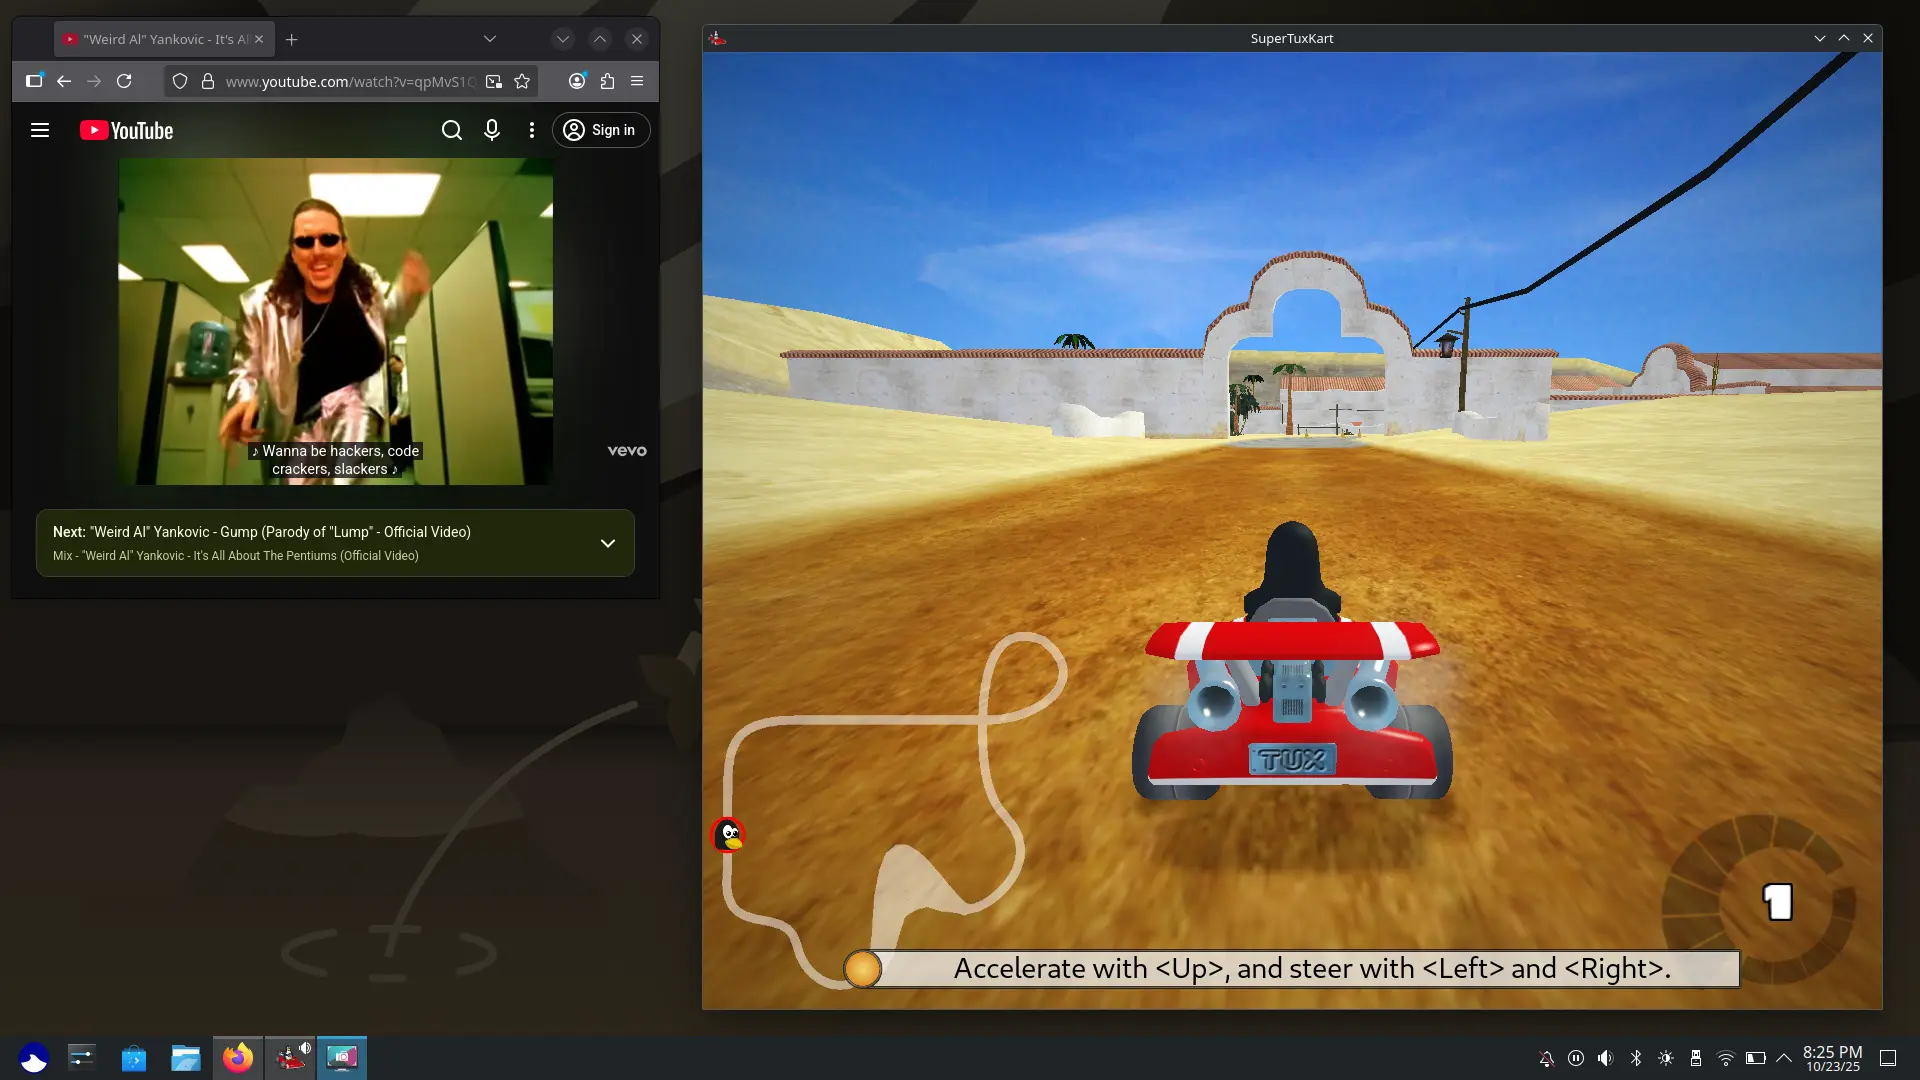 "Weird Al" Yankovic - It's Al
www.youtube.com/watch?v=qpMvS1Q
YouTube
Sign in
♪ Wanna be hackers, code
crackers, slackers ♪
vevo
Next: "Weird Al" Yankovic - Gump (Parody of "Lump" - Official Video)
Mix - "Weird Al" Yankovic - It's All About The Pentiums (Official Video)
SuperTuxKart
TUX
1
Accelerate with <Up>, and steer with <Left> and <Right>.
8:25 PM
10/23/25